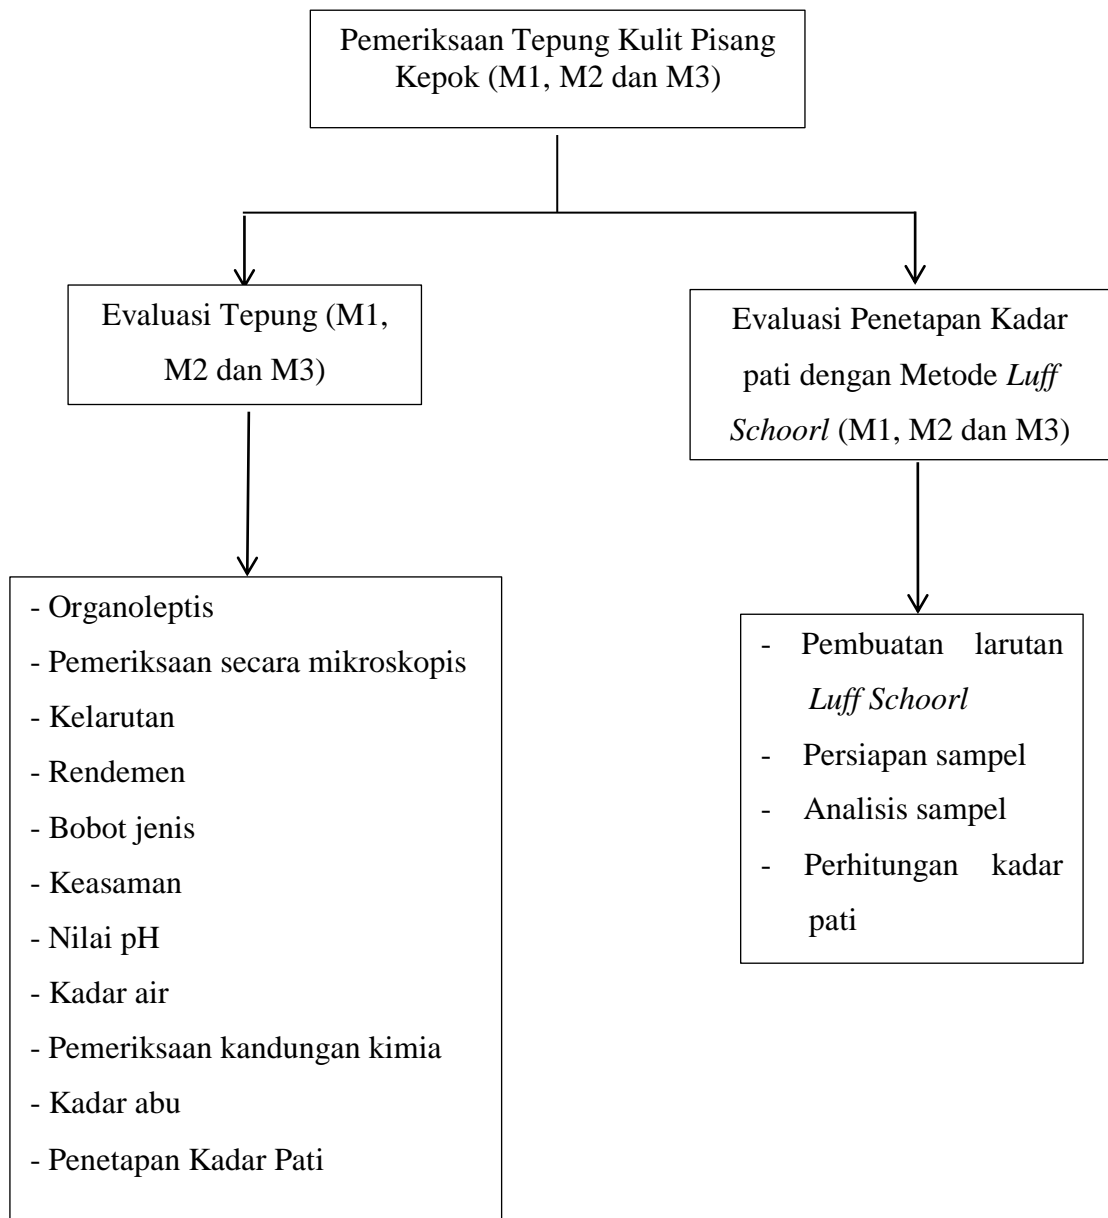 Pemeriksaan Tepung Kulit Pisang
Kepok (M1, M2 dan M3)
Evaluasi Tepung (M1,
M2 dan M3)
Evaluasi Penetapan Kadar
pati dengan Metode Luff
Schoorl (M1, M2 dan M3)
- Organoleptis
- Pemeriksaan secara mikroskopis
- Kelarutan
- Rendemen
- Bobot jenis
- Keasaman
- Nilai pH
- Kadar air
- Pemeriksaan kandungan kimia
- Kadar abu
- Penetapan Kadar Pati
- Pembuatan larutan
Luff Schoorl
- Persiapan sampel
- Analisis sampel
- Perhitungan kadar
pati